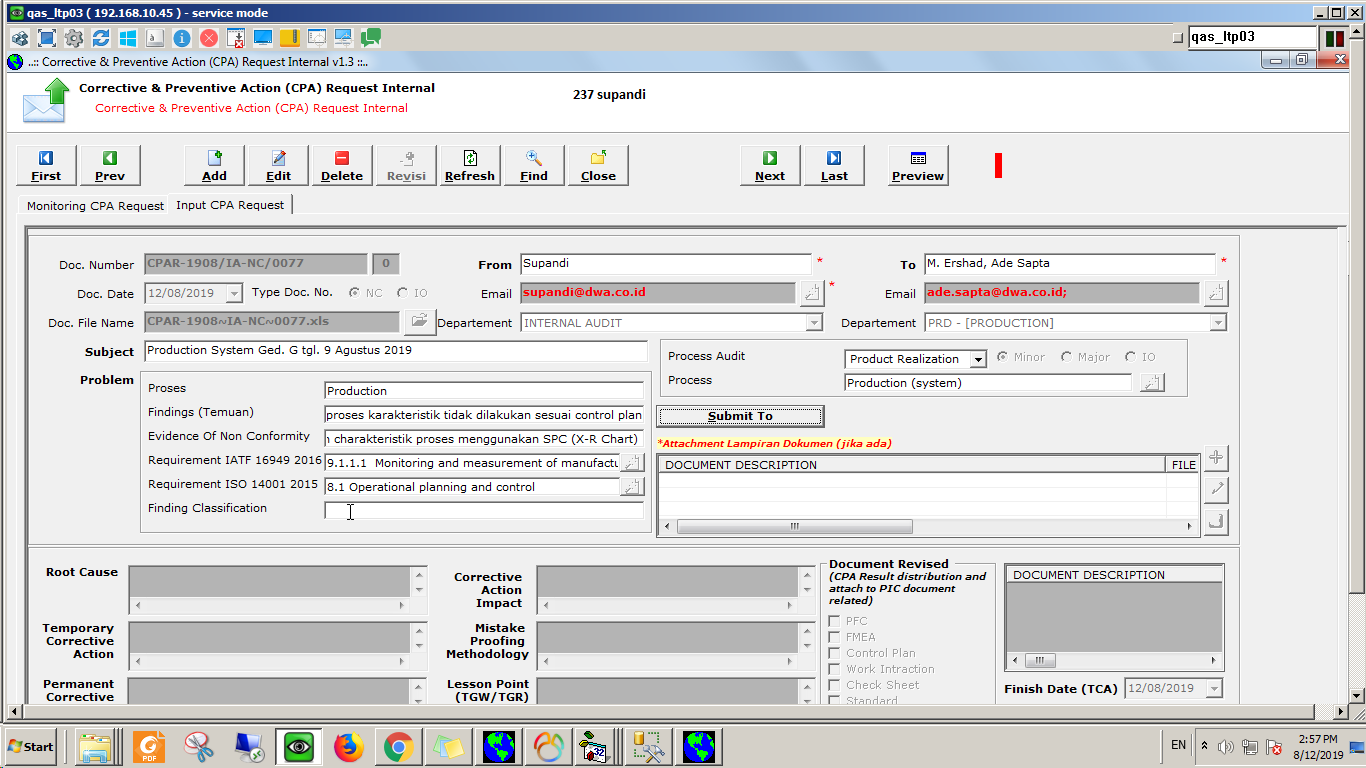 qas_ltp03 ( 192.168.10.45 ) - service mode
qas_ltp03
..:: Corrective & Preventive Action (CPA) Request Internal v1.3 ::..
Corrective & Preventive Action (CPA) Request Internal
237 supandi
Corrective & Preventive Action (CPA) Request Internal
First Prev Add Edit Delete Revisi Refresh Find Close Next Last Preview
Monitoring CPA Request Input CPA Request
Doc. Number CPAR-1908/IA-NC/0077 0 From Supandi * To M. Ershad, Ade Sapta *
Doc. Date 12/08/2019 Type Doc. No. NC IO Email supandi@dwa.co.id * Email ade.sapta@dwa.co.id;
Doc. File Name CPAR-1908~IA-NC~0077.xls Departement INTERNAL AUDIT Departement PRD - [PRODUCTION]
Subject Production System Ged. G tgl. 9 Agustus 2019
Process Audit Product Realization Minor Major IO
Problem
Proses Production
Process Production (system)
Findings (Temuan) proses karakteristik tidak dilakukan sesuai control plan
Submit To
Evidence Of Non Conformity charakteristik proses menggunakan SPC (X-R Chart)
*Attachment Lampiran Dokumen (jika ada)
Requirement IATF 16949 2016 9.1.1.1 Monitoring and measurement of manufactu
DOCUMENT DESCRIPTION FILE
Requirement ISO 14001 2015 8.1 Operational planning and control
Finding Classification
Root Cause
Corrective Action Impact
Document Revised
(CPA Result distribution and
attach to PIC document
related)
DOCUMENT DESCRIPTION
Temporary
Corrective
Action
Mistake
Proofing
Methodology
PFC
FMEA
Control Plan
Work Intraction
Check Sheet
Standard
Permanent
Corrective
Lesson Point
(TGW/TGR)
Finish Date (TCA) 12/08/2019
Start
PDF
32
EN
2:57 PM
8/12/2019